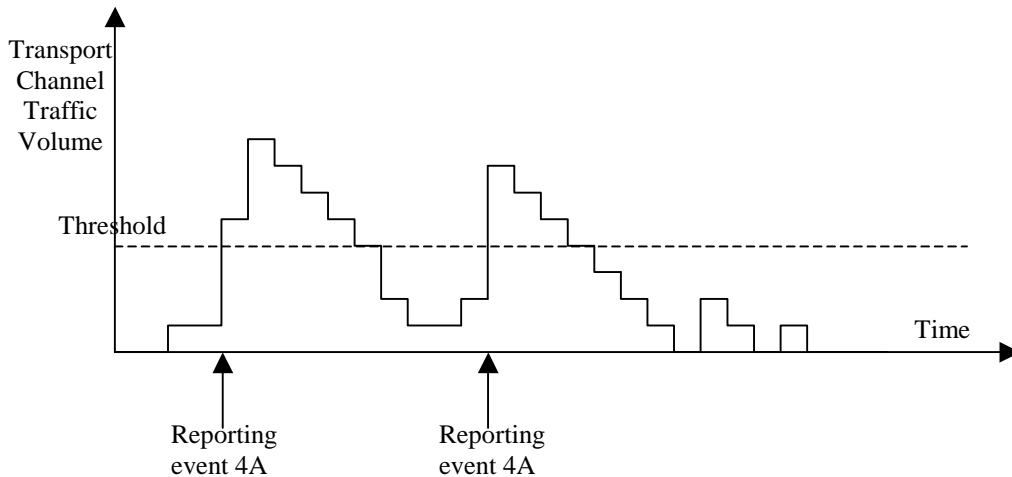 Transport
Channel
Traffic
Volume
Threshold
Time
Reporting
event 4A
Reporting
event 4A